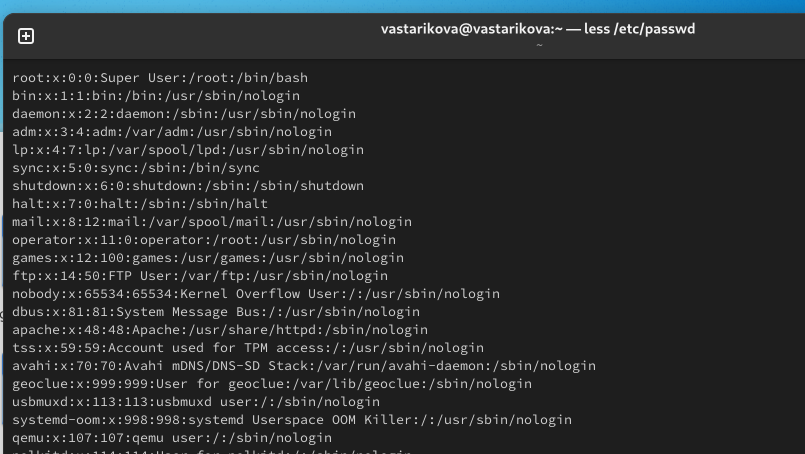 vastarikova@vastarikova:~ — less /etc/passwd
~
root:x:0:0:Super User:/root:/bin/bash
bin:x:1:1:bin:/bin:/usr/sbin/nologin
daemon:x:2:2:daemon:/sbin:/usr/sbin/nologin
adm:x:3:4:adm:/var/adm:/usr/sbin/nologin
lp:x:4:7:lp:/var/spool/lpd:/usr/sbin/nologin
sync:x:5:0:sync:/sbin:/bin/sync
shutdown:x:6:0:shutdown:/sbin:/sbin/shutdown
halt:x:7:0:halt:/sbin:/sbin/halt
mail:x:8:12:mail:/var/spool/mail:/usr/sbin/nologin
operator:x:11:0:operator:/root:/usr/sbin/nologin
games:x:12:100:games:/usr/games:/usr/sbin/nologin
ftp:x:14:50:FTP User:/var/ftp:/usr/sbin/nologin
nobody:x:65534:65534:Kernel Overflow User:/:/usr/sbin/nologin
dbus:x:81:81:System Message Bus:/:/usr/sbin/nologin
apache:x:48:48:Apache:/usr/share/httpd:/sbin/nologin
tss:x:59:59:Account used for TPM access:/:/usr/sbin/nologin
avahi:x:70:70:Avahi mDNS/DNS-SD Stack:/var/run/avahi-daemon:/sbin/nologin
geoclue:x:999:999:User for geoclue:/var/lib/geoclue:/sbin/nologin
usbmuxd:x:113:113:usbmuxd user:/:/sbin/nologin
systemd-oom:x:998:998:systemd Userspace OOM Killer:/:/usr/sbin/nologin
qemu:x:107:107:qemu user:/:/sbin/nologin